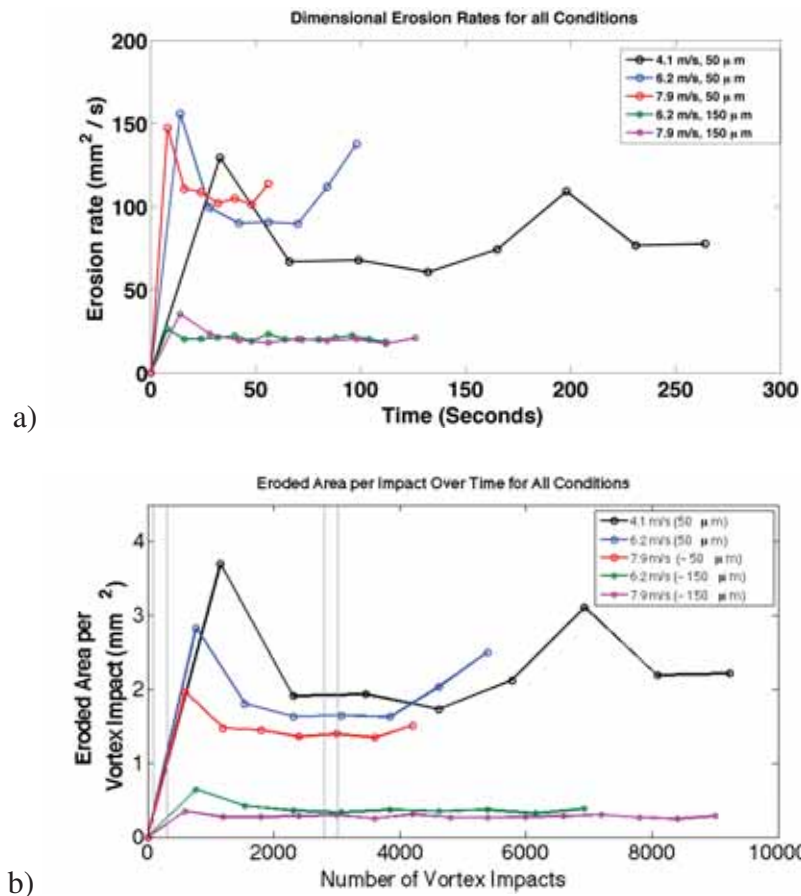 Dimensional Erosion Rates for all Conditions
200
150
100
50
0
Erosion rate (mm² / s)
4.1 m/s, 50 μ m
6.2 m/s, 50 μ m
7.9 m/s, 50 μ m
6.2 m/s, 150 μ m
7.9 m/s, 150 μ m
0 50 100 150 200 250 300
Time (Seconds)
a)
Eroded Area per Impact Over Time for All Conditions
4
3
2
1
0
Eroded Area per
Vortex Impact (mm ²)
4.1 m/s (50 μ m)
6.2 m/s (50 μ m)
7.9 m/s (~ 50 μ m)
6.2 m/s (~ 150 μ m)
7.9 m/s (~ 150 μ m)
0 2000 4000 6000 8000 10000
Number of Vortex Impacts
b)